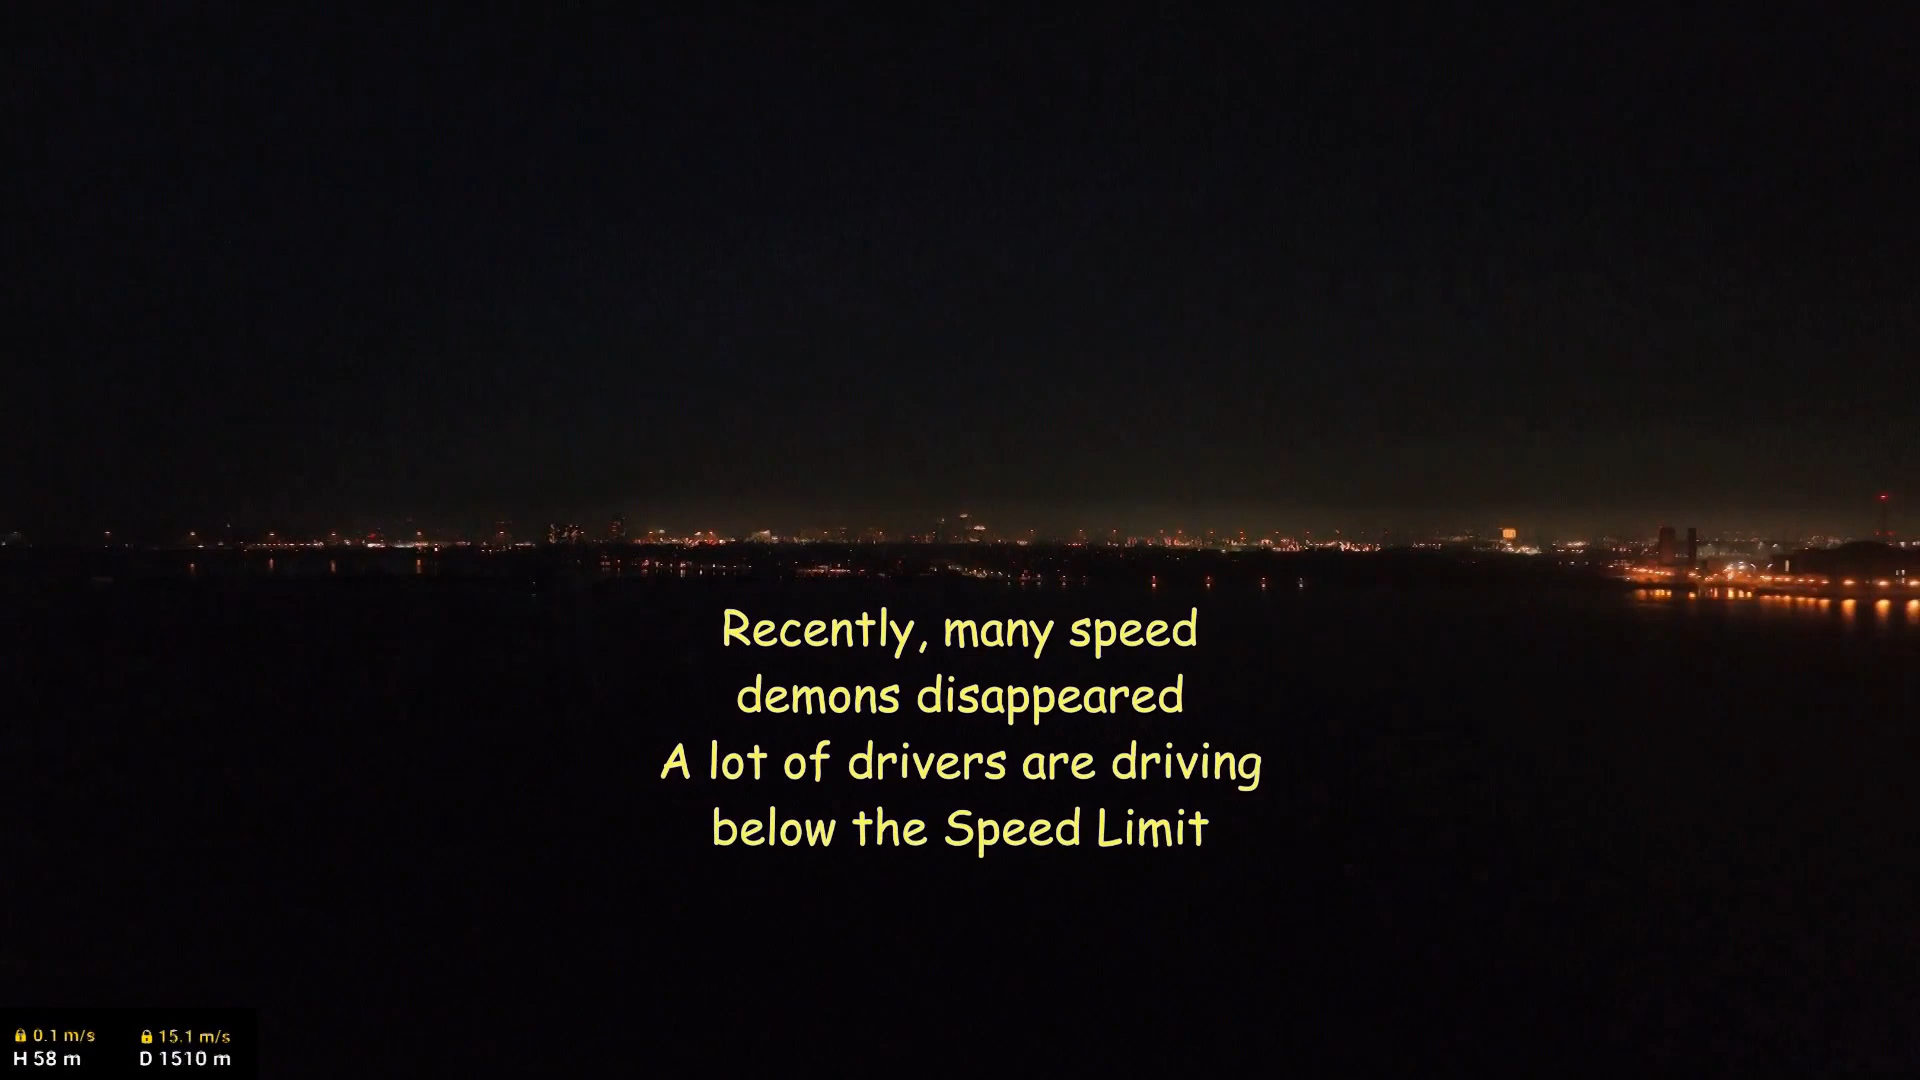 Recently, many speed
demons disappeared
A lot of drivers are driving
below the Speed Limit
0.1 m/s 15.1 m/s
H 58 m D 1510 m